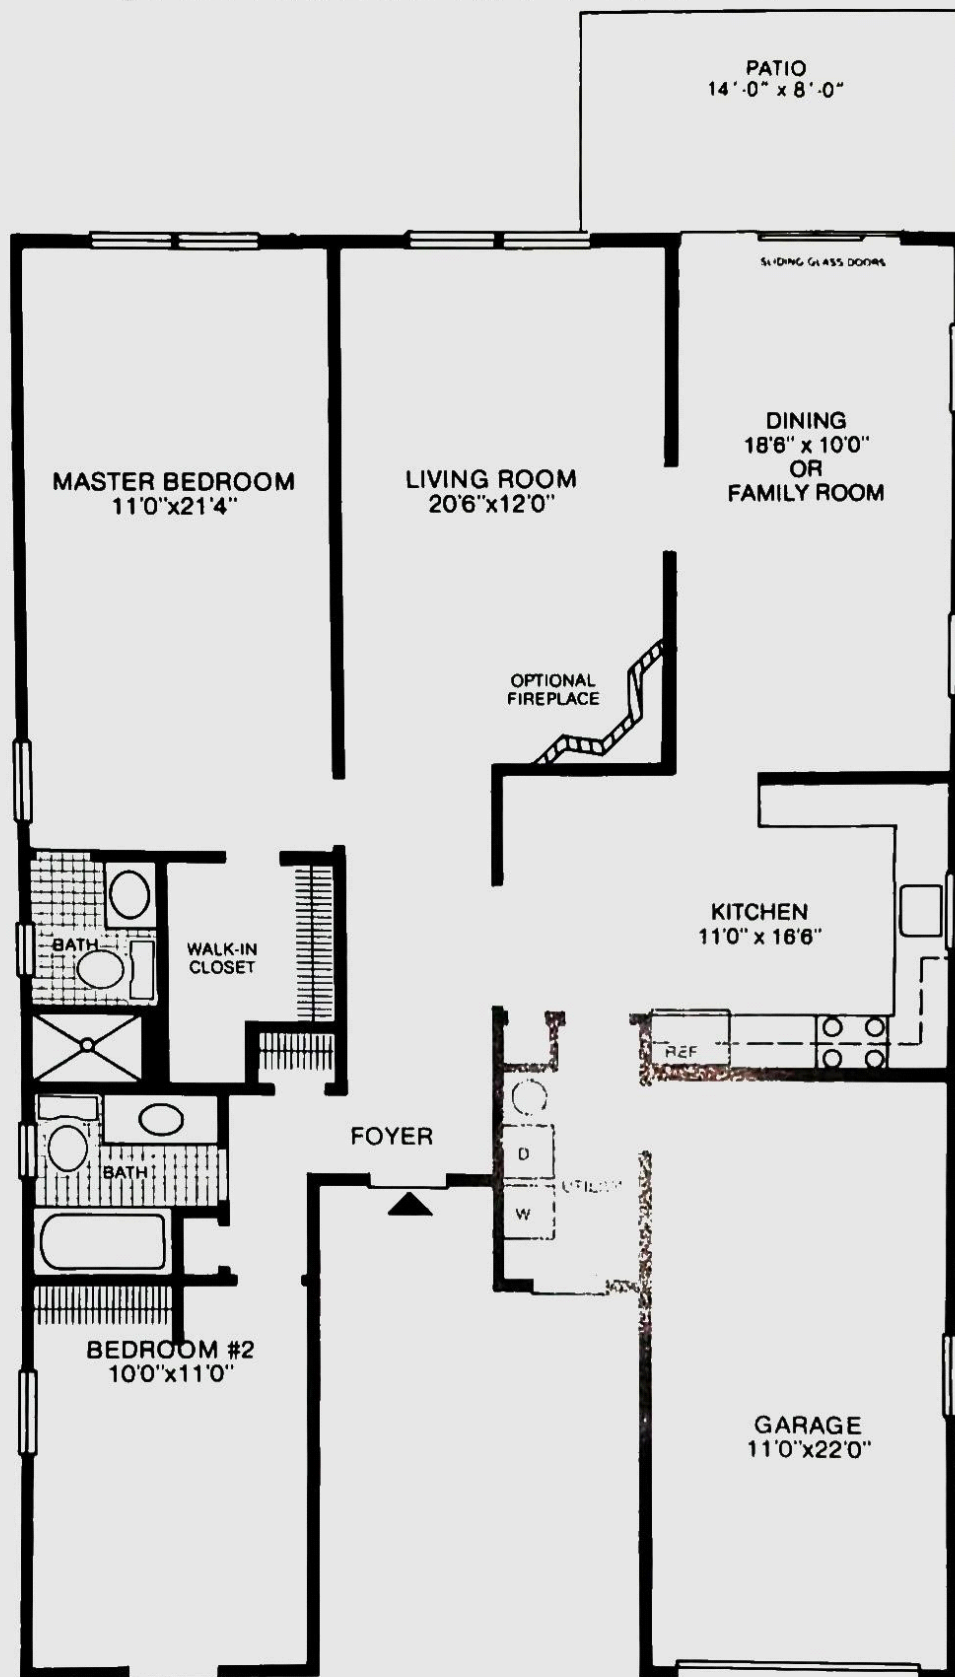 PATIO
14'-0" x 8'-0"
SLIDING GLASS DOORS
MASTER BEDROOM
11'0"x21'4"
LIVING ROOM
20'6"x12'0"
DINING
18'6" x 10'0"
OR
FAMILY ROOM
OPTIONAL
FIREPLACE
BATH
WALK-IN
CLOSET
KITCHEN
11'0" x 16'6"
REF
FOYER
BATH
D
UTILITY
W
BEDROOM #2
10'0"x11'0"
GARAGE
11'0"x22'0"